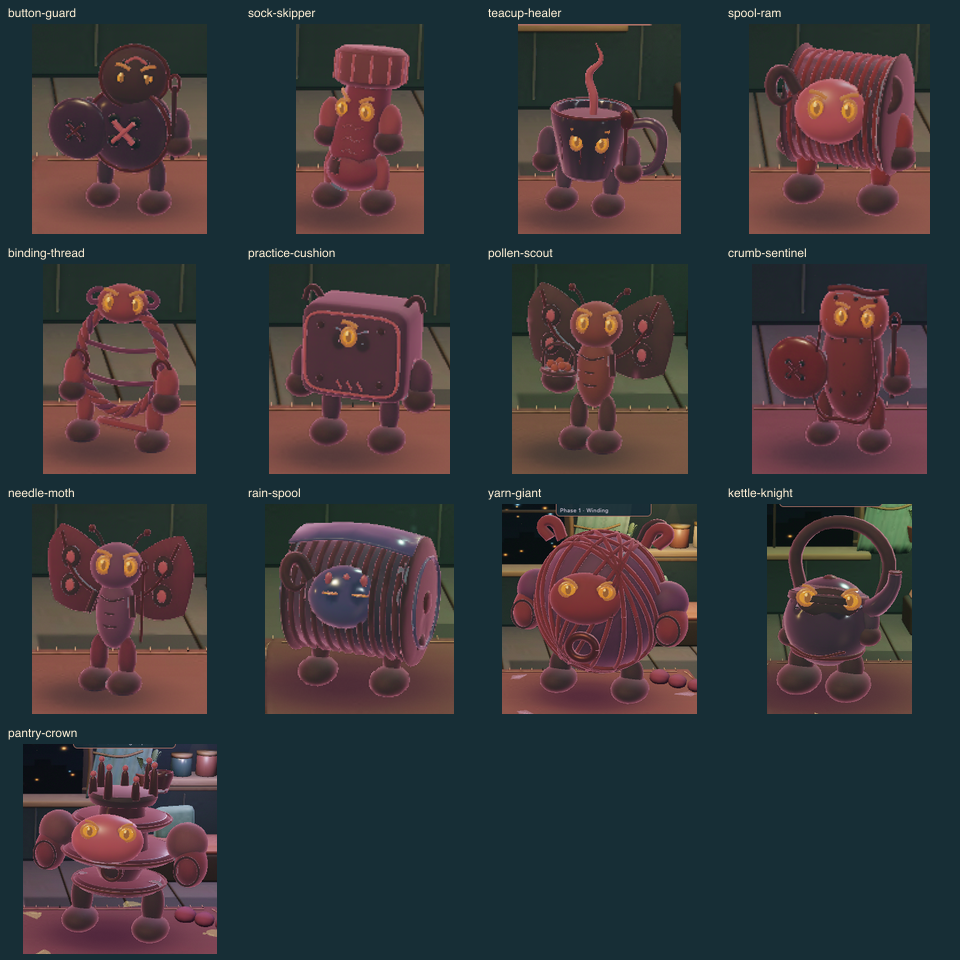 button-guard
sock-skipper
teacup-healer
spool-ram
binding-thread
practice-cushion
pollen-scout
crumb-sentinel
needle-moth
rain-spool
yarn-giant
kettle-knight
Phase 1 · Winding
pantry-crown